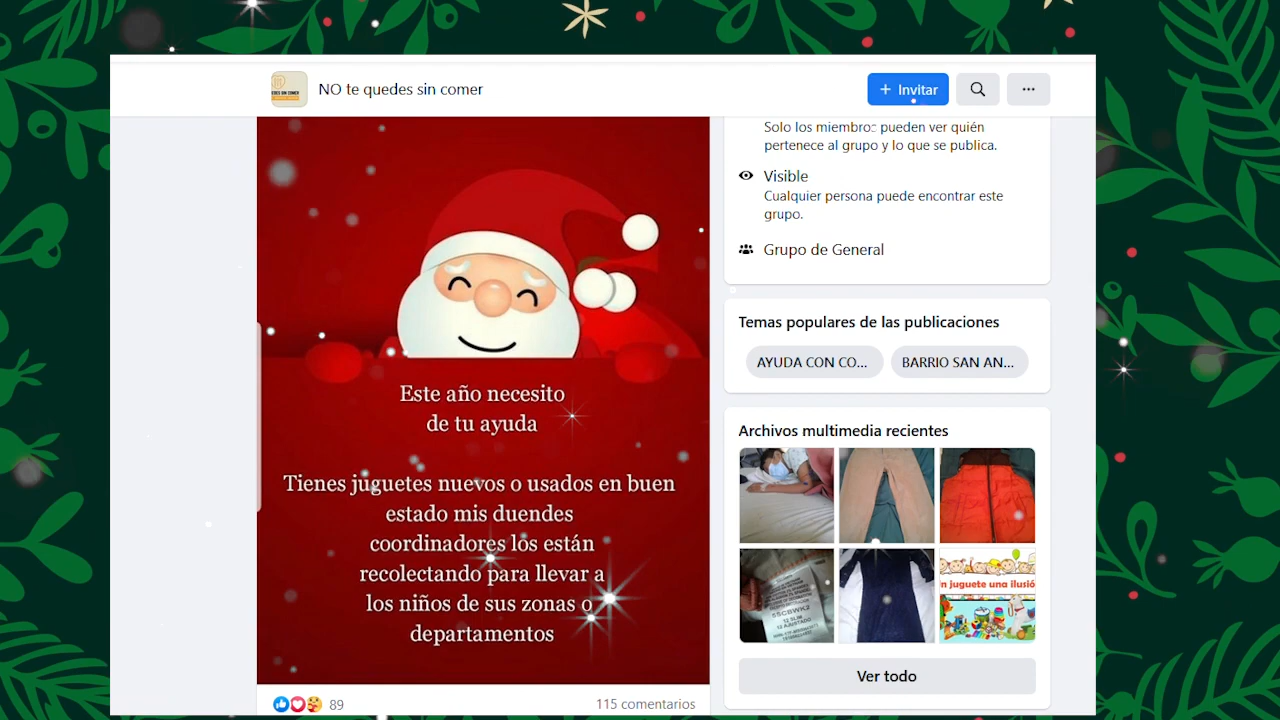 NO te quedes sin comer
+ Invitar
Este año necesito
de tu ayuda
Tienes juguetes nuevos o usados en buen
estado mis duendes
coordinadores los están
recolectando para llevar a
los niños de sus zonas o
departamentos
89
115 comentarios
Solo los miembros pueden ver quién
pertenece al grupo y lo que se publica.
Visible
Cualquier persona puede encontrar este
grupo.
Grupo de General
Temas populares de las publicaciones
AYUDA CON CO...
BARRIO SAN AN...
Archivos multimedia recientes
n juguete una ilusió
Ver todo